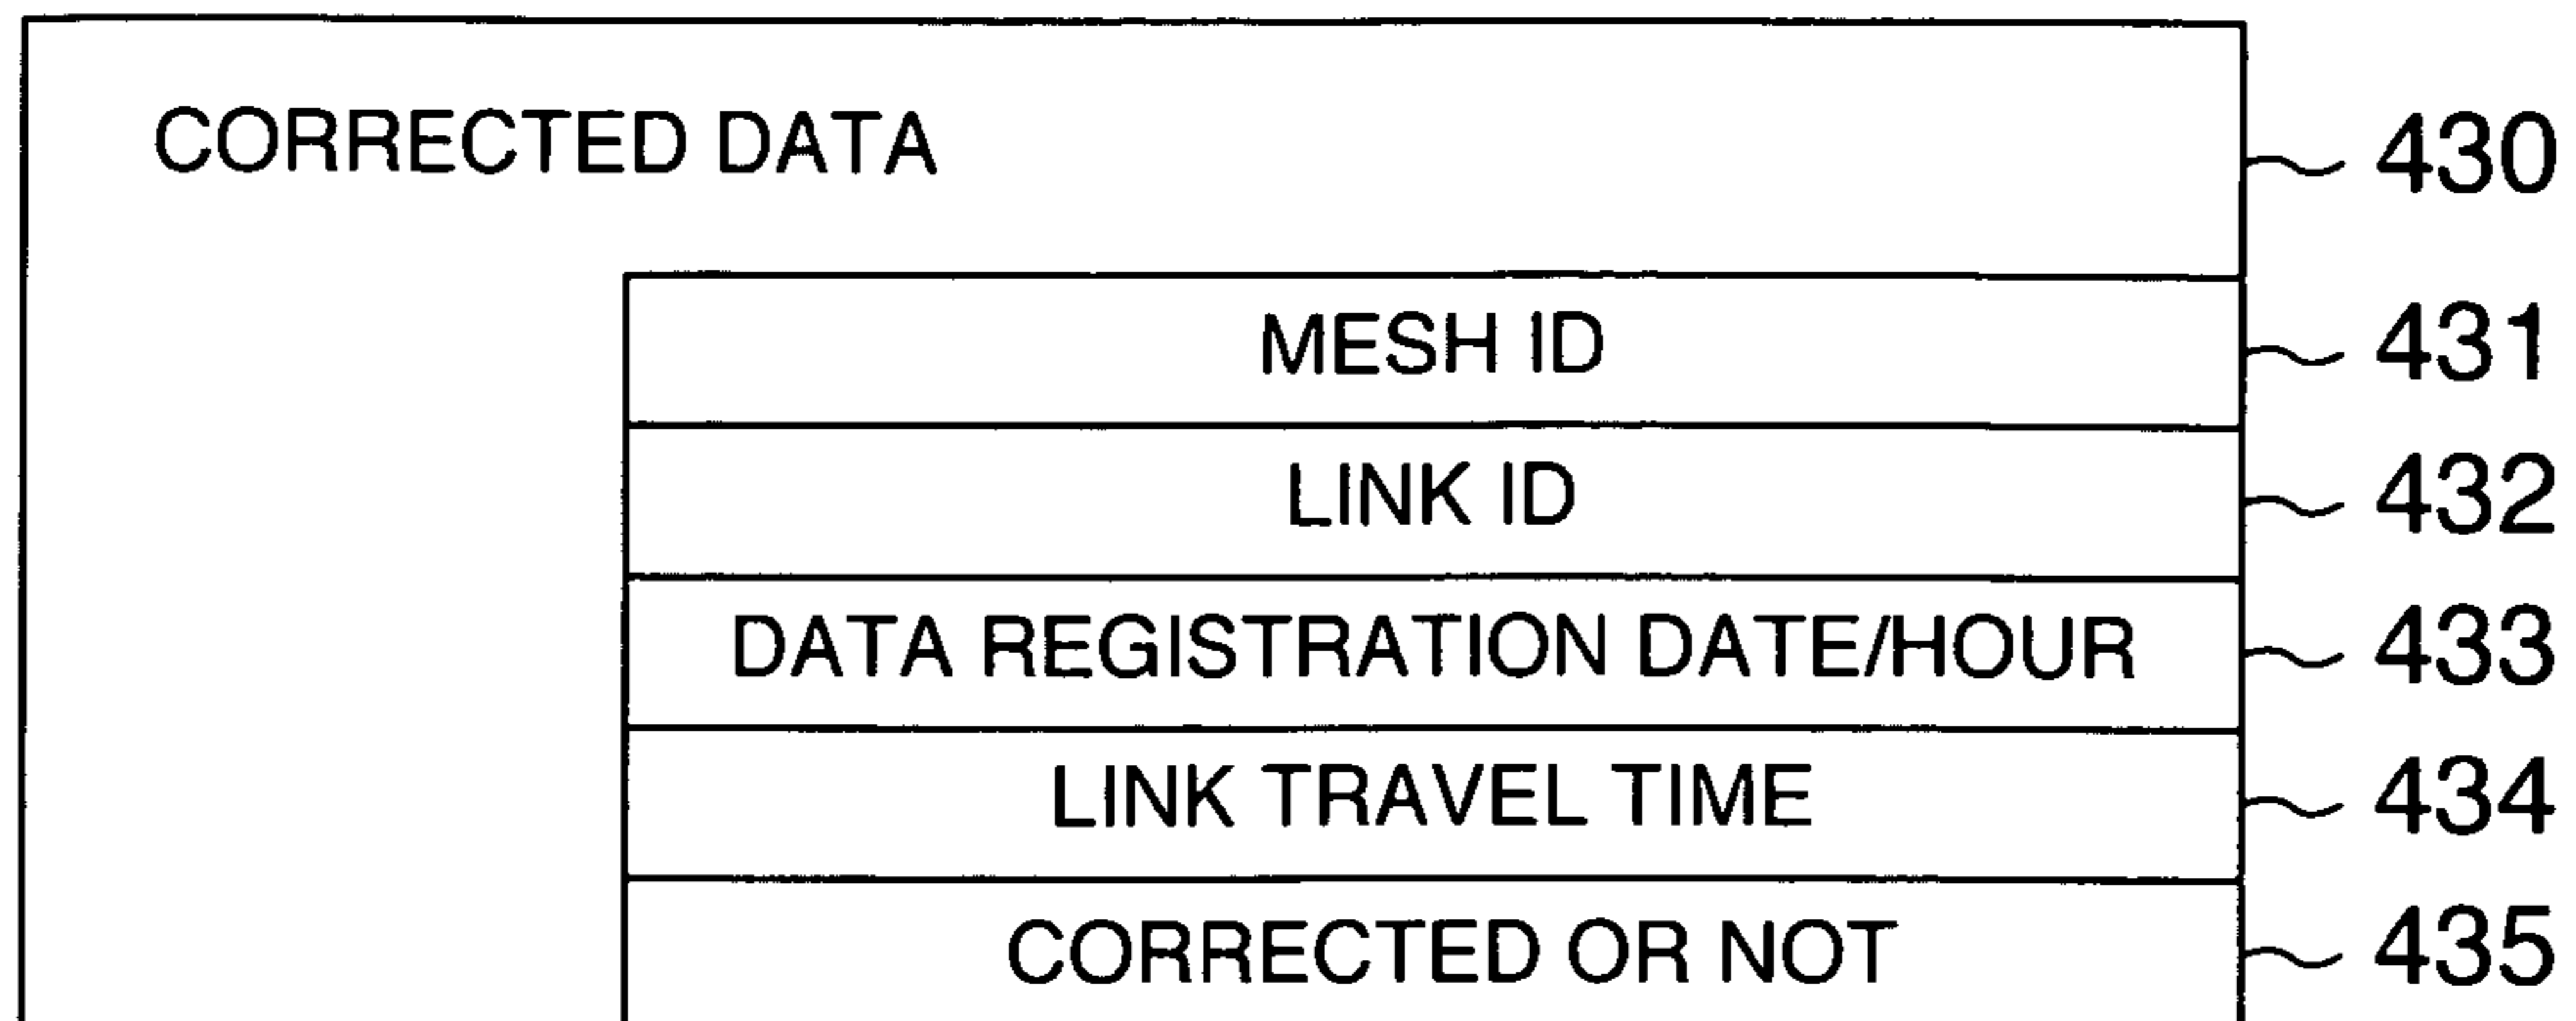 CORRECTED DATA 430
MESH ID 431
LINK ID 432
DATA REGISTRATION DATE/HOUR 433
LINK TRAVEL TIME 434
CORRECTED OR NOT 435